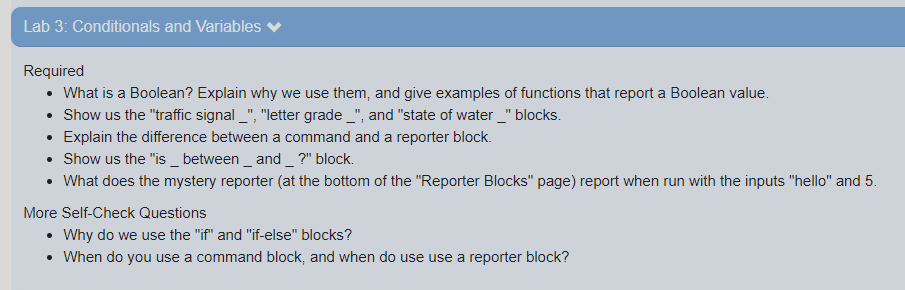 Lab 3: Conditionals and Variables
Required
• What is a Boolean? Explain why we use them, and give examples of functions that report a Boolean value.
• Show us the "traffic signal _", "letter grade _", and "state of water _" blocks.
• Explain the difference between a command and a reporter block.
• Show us the "is _ between _ and _ ?" block.
• What does the mystery reporter (at the bottom of the "Reporter Blocks" page) report when run with the inputs "hello" and 5.
More Self-Check Questions
• Why do we use the "if" and "if-else" blocks?
• When do you use a command block, and when do use use a reporter block?